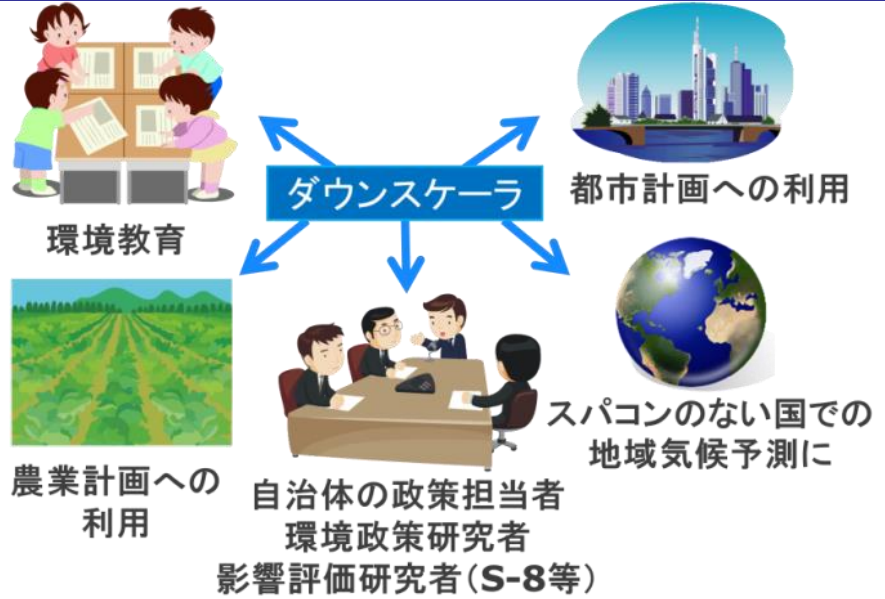 ダウンスケーラ
環境教育
都市計画への利用
農業計画への
利用
自治体の政策担当者
環境政策研究者
影響評価研究者(S-8等)
スパコンのない国での
地域気候予測に